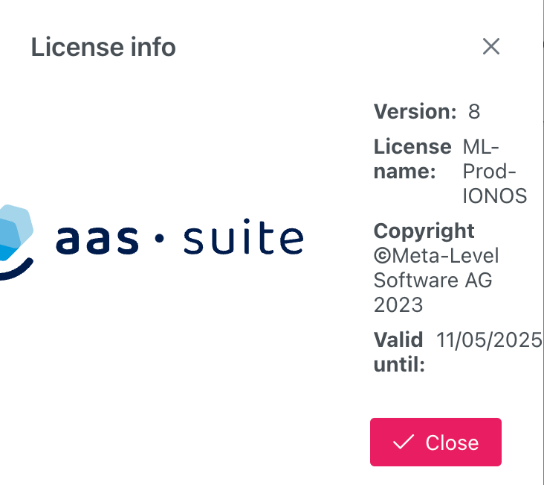 License info
aas · suite
Version: 8
License ML-
name: Prod-
IONOS
Copyright
©Meta-Level
Software AG
2023
Valid 11/05/2025
until:
Close